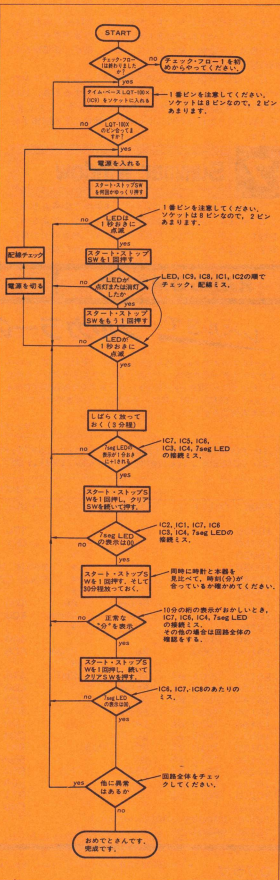 START
チェック・フロー
1は終わりました
か?
no
チェック・フロー1を初
めからやってください.
yes
yes
タイム・ベースLQT-100X
(IC9)をソケットに入れる
1番ピンを注意してください.
ソケットは8ピンなので, 2ピン
あまります.
no
LQT-100X
のピン合ってま
すか?
yes
電源を入れる
スタート・ストップSW
を何回かゆっくり押す
no
LEDは
1秒おきに
点滅
1番ピンを注意してください.
ソケットは8ピンなので, 2ピン
あまります.
yes
配線チェック
スタート・ストップ
SWを1回押す
no
LEDが
点灯または消灯
したか
LED, IC9, IC8, IC1, IC2の順で
チェック, 配線ミス.
電源を切る
yes
スタート・ストップ
SWをもう1回押す
no
LEDが
1秒おきに
点滅
yes
しばらく放って
おく(3分程)
no
7seg LEDの
表示が1分おき
に+1される
IC7, IC5, IC6,
IC3, IC4, 7seg LED
の接続ミス.
yes
スタート・ストップS
Wを1回押し, クリア
SWを続いて押す.
no
7seg LED
の表示は00.
IC2, IC1, IC7, IC6
IC3, IC4, 7seg LEDの
接続ミス.
yes
スタート・ストップS
Wを1回押す. そして
30分程放っておく.
同時に時計と本器を
見比べて, 時刻(分)が
合っているか確かめてください.
no
正常な
"分"を表示
10分の桁の表示がおかしいとき,
IC7, IC6, IC4, 7seg LED
の接続ミス.
その他の場合は回路全体の
確認をする.
yes
スタート・ストップS
Wを1回押し, 続いて
クリアSWを押す.
no
7seg LED
の表示は00.
IC6, IC7, IC8のあたりの
ミス.
yes
yes
他に異常
はあるか
回路全体をチェッ
クしてください.
no
おめでとさんです.
完成です.